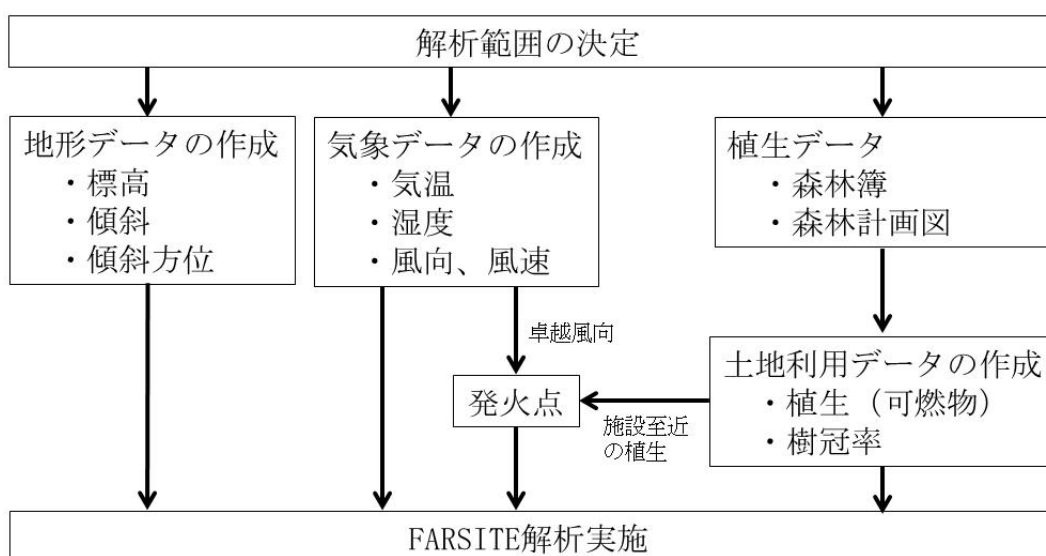 解析範囲の決定
地形データの作成
・標高
・傾斜
・傾斜方位
気象データの作成
・気温
・湿度
・風向、風速
植生データ
・森林簿
・森林計画図
卓越風向
土地利用データの作成
・植生（可燃物）
・樹冠率
発火点
施設至近
の植生
FARSITE解析実施